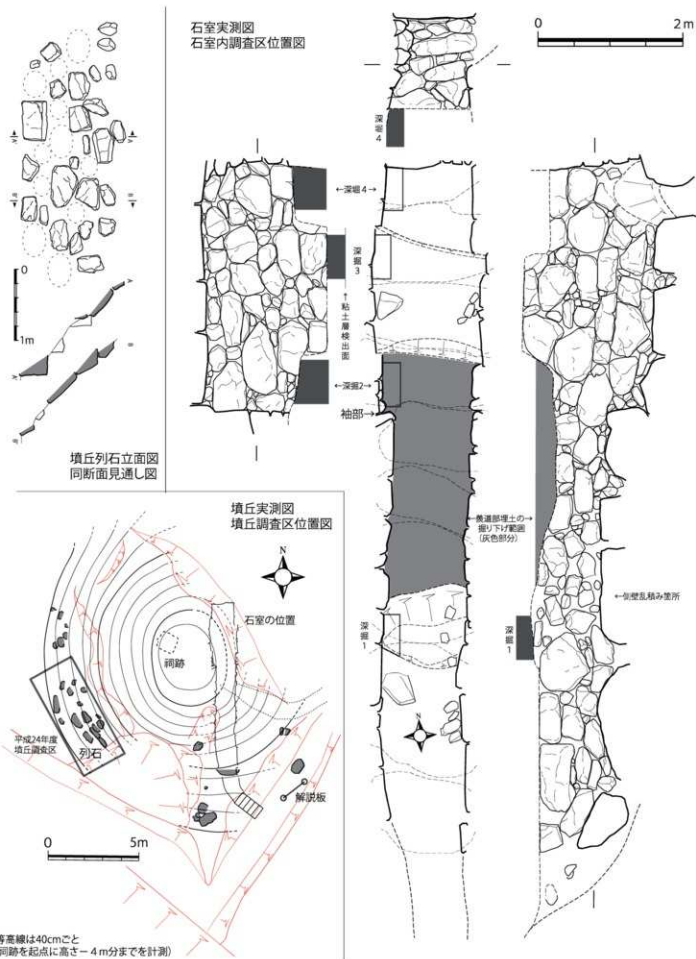 石室実測図
石室内調査区位置図
0 2m
深堀4
←深堀4→
深掘3
←粘土層検出面
←深掘2→
袖部→
←羨道部埋土の→
掘り下げ範囲
(灰色部分)
←側壁乱積み箇所
深掘1
深掘1
A A
B B
0
1m
A
B
A
B
墳丘列石立面図
同断面見通し図
墳丘実測図
墳丘調査区位置図
N
石室の位置
祠跡
平成24年度
墳丘調査区
列石
解説板
0 5m
等高線は40cmごと
祠跡を起点に高さ-4m分までを計測)